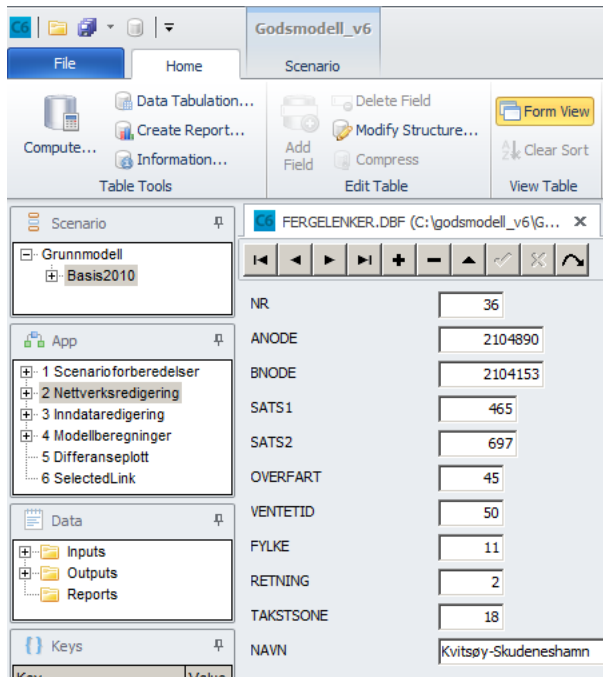 C6
Godsmodell_v6
File
Home
Scenario
Compute...
Data Tabulation...
Create Report...
Information...
Table Tools
Add Field
Delete Field
Modify Structure...
Compress
Edit Table
Form View
Clear Sort
View Table
Scenario
Grunnmodell
Basis2010
App
1 Scenarioforberedelser
2 Nettverksredigering
3 Inndataredigering
4 Modellberegninger
5 Differanseplott
6 SelectedLink
Data
Inputs
Outputs
Reports
Keys
Key Value
C6 FERGELENKER.DBF (C:\godsmodell_v6\G...
NR 36
ANODE 2104890
BNODE 2104153
SATS1 465
SATS2 697
OVERFART 45
VENTETID 50
FYLKE 11
RETNING 2
TAKSTSONE 18
NAVN Kvitsøy-Skudeneshamn